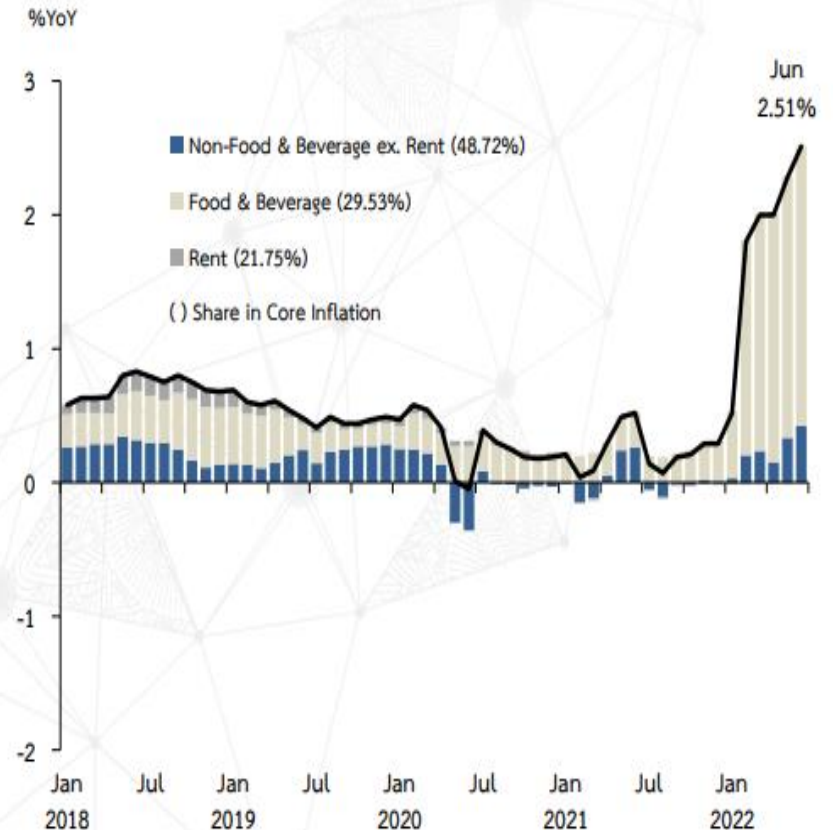 %YoY
Jun
2.51%
3
2
1
0
-1
-2
Non-Food & Beverage ex. Rent (48.72%)
Food & Beverage (29.53%)
Rent (21.75%)
( ) Share in Core Inflation
Jan Jul Jan Jul Jan Jul Jan Jul Jan
2018 2019 2020 2021 2022